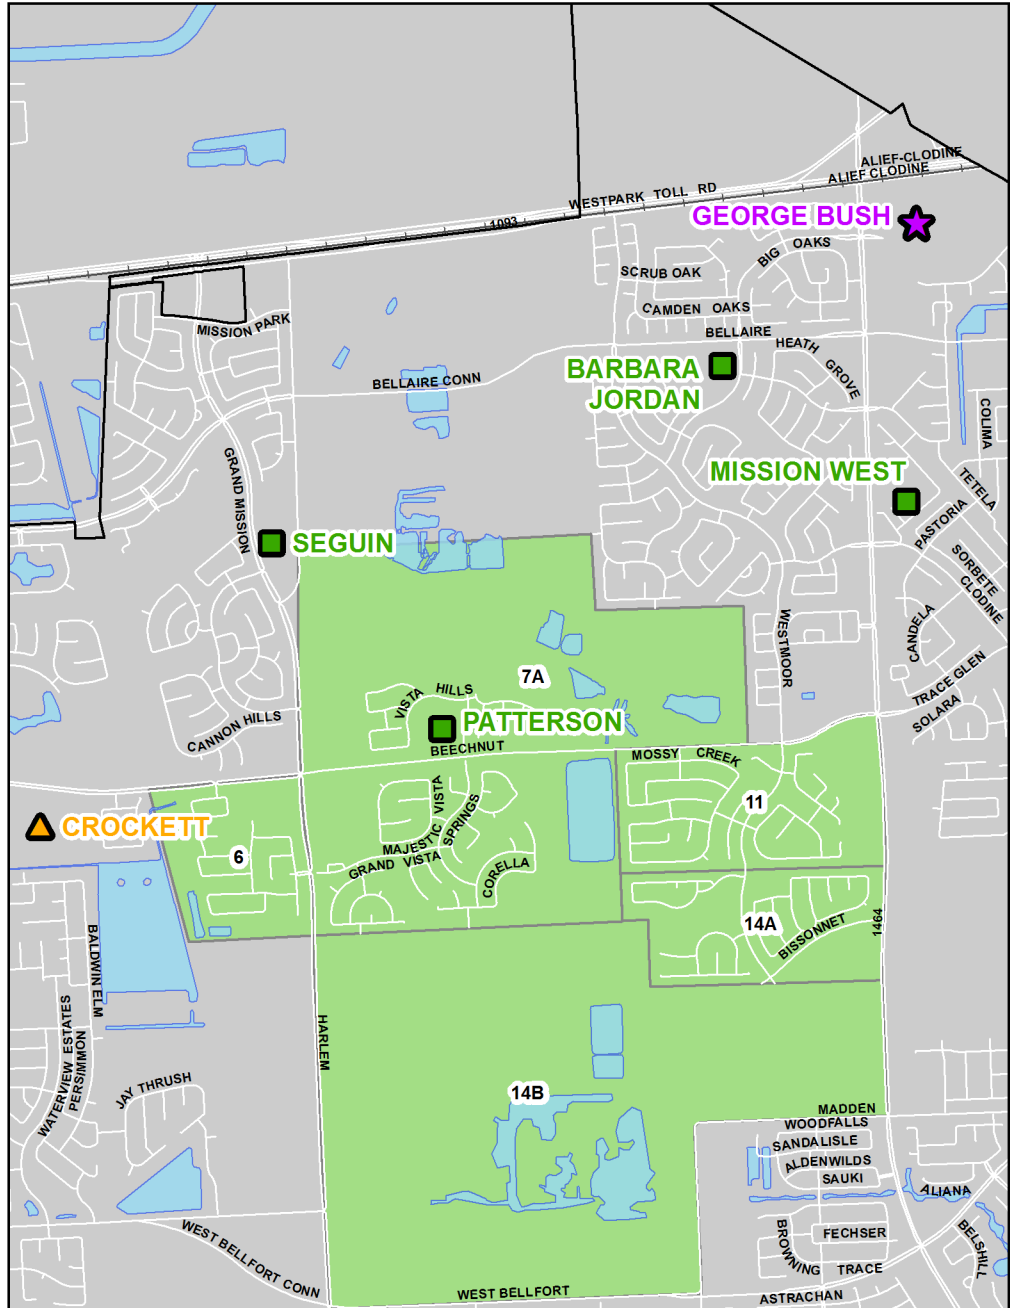 ALIEF-CLODINE
ALIEF CLODINE
WESTPARK TOLL RD
GEORGE BUSH
1093
BIG OAKS
SCRUB OAK
CAMDEN OAKS
MISSION PARK
BELLAIRE
HEATH GROVE
BARBARA
JORDAN
BELLAIRE CONN
COLIMA
GRAND MISSION
MISSION WEST
TETELA
PASTORIA
SEGUIN
SORBETE
CLODINE
WESTMOOR
CANDELA
TRACE GLEN
SOLARA
7A
VISTA HILLS
PATTERSON
CANNON HILLS
BEECHNUT
MOSSY CREEK
MAJESTIC VISTA
SPRINGS
11
CROCKETT
6
GRAND VISTA
CORELLA
14A
BISSONNET
1464
BALDWIN ELM
WATERVIEW ESTATES
PERSIMMON
HARLEM
JAY THRUSH
14B
MADDEN
WOODFALLS
SANDALISLE
ALDENWILDS
SAUKI
ALIANA
WEST BELLFORT CONN
BROWNING TRACE
FECHSER
BELSHILL
WEST BELLFORT
ASTRACHAN